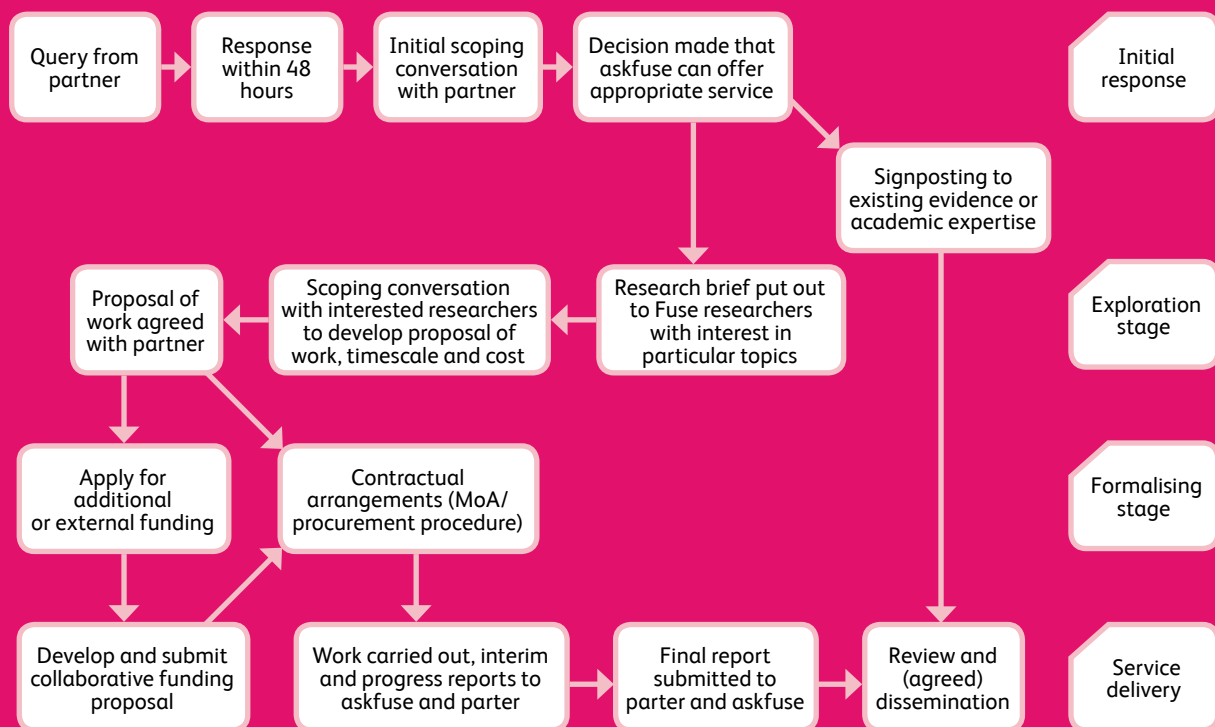 Query from
partner
Response
within 48
hours
Initial scoping
conversation
with partner
Decision made that
askfuse can offer
appropriate service
Initial
response
Signposting to
existing evidence or
academic expertise
Proposal of
work agreed
with partner
Scoping conversation
with interested researchers
to develop proposal of
work, timescale and cost
Research brief put out
to Fuse researchers
with interest in
particular topics
Exploration
stage
Apply for
additional
or external funding
Contractual
arrangements (MoA/
procurement procedure)
Formalising
stage
Develop and submit
collaborative funding
proposal
Work carried out, interim
and progress reports to
askfuse and parter
Final report
submitted to
parter and askfuse
Review and
(agreed)
dissemination
Service
delivery